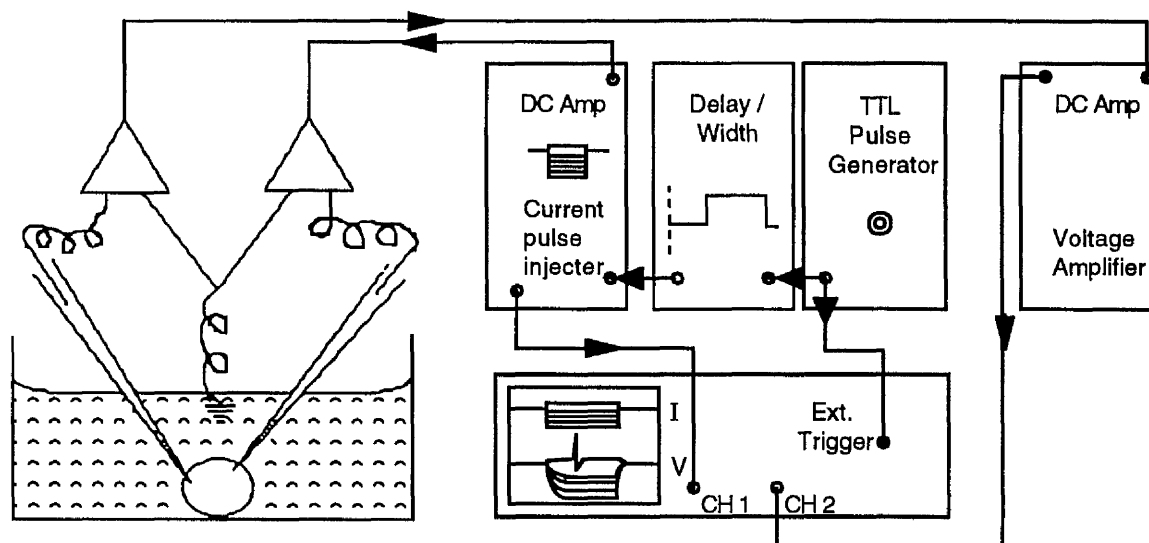 DC Amp
Current
pulse
injecter
Delay /
Width
TTL
Pulse
Generator
DC Amp
Voltage
Amplifier
I
V
CH 1
CH 2
Ext.
Trigger